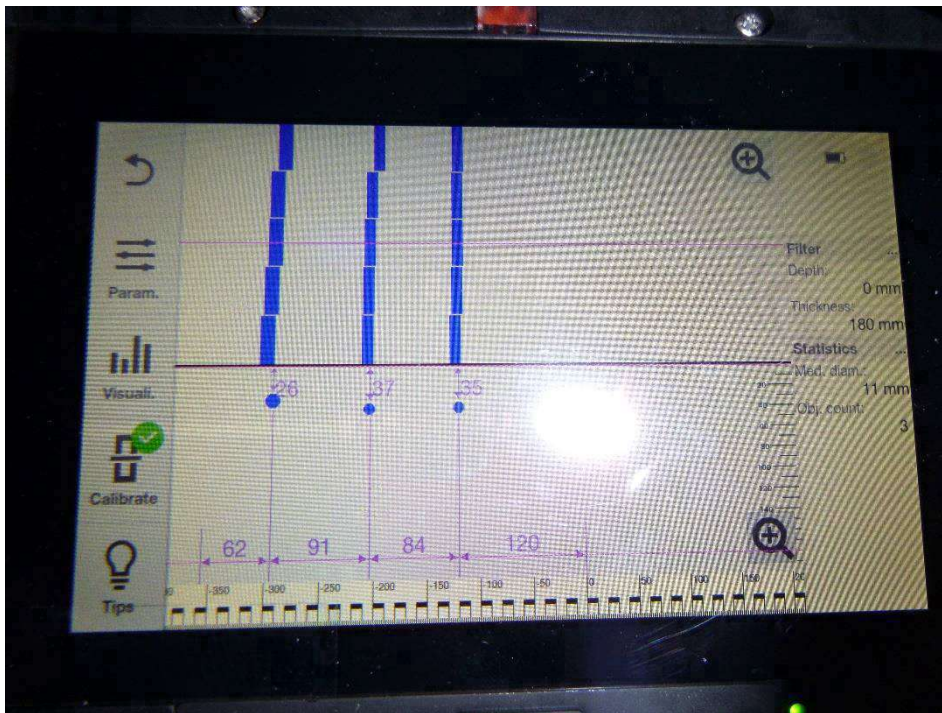 Param.
Visuali.
Calibrate
Tips
Filter ...
Depth:
0 mm
Thickness:
180 mm
Statistics ...
Med. diam.:
11 mm
Obj. count:
3
26 37 35
62 91 84 120
-350 -300 -250 -200 -150 -100 -50 0 50 100 150 20